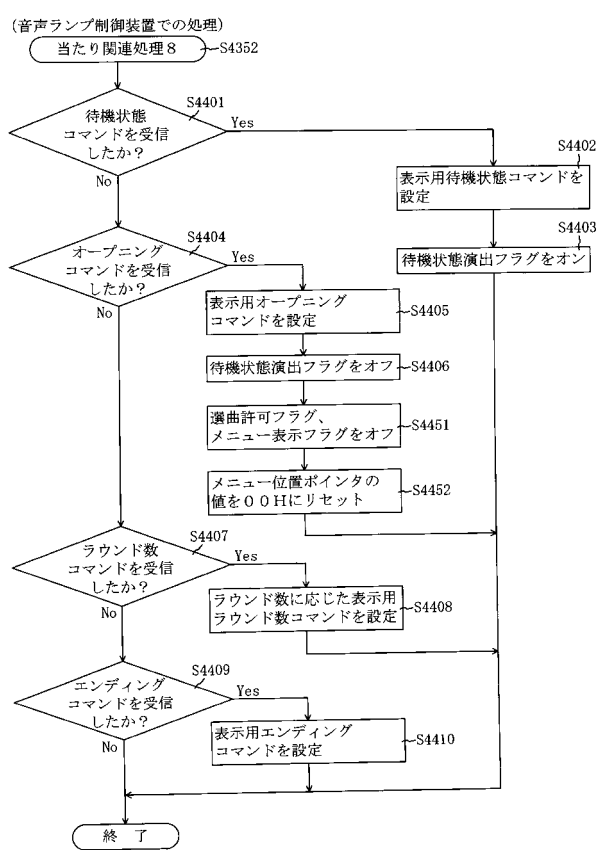 (音声ランプ制御装置での処理)
当たり関連処理８
S4352
S4401
待機状態
コマンドを受信
したか？
Yes
No
S4402
表示用待機状態コマンドを
設定
S4403
待機状態演出フラグをオン
S4404
オープニング
コマンドを受信
したか？
Yes
No
表示用オープニング
コマンドを設定
S4405
待機状態演出フラグをオフ
S4406
選曲許可フラグ、
メニュー表示フラグをオフ
S4451
メニュー位置ポインタの
値を００Ｈにリセット
S4452
S4407
ラウンド数
コマンドを受信
したか？
Yes
No
ラウンド数に応じた表示用
ラウンド数コマンドを設定
S4408
S4409
エンディング
コマンドを受信
したか？
Yes
No
表示用エンディング
コマンドを設定
S4410
終 了